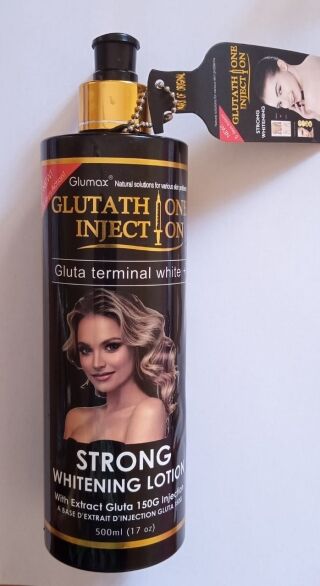 Glumax® Natural solutions for various skin problems
GLUTATHIONE
INJECTION
Gluta terminal white +
STRONG
WHITENING LOTION
With Extract Gluta 150G Injection
A BASE D'EXTRAIT D'INJECTION GLUTA
500ml (17 oz)
GLUTATHIONE
INJECTION
STRONG
WHITENING